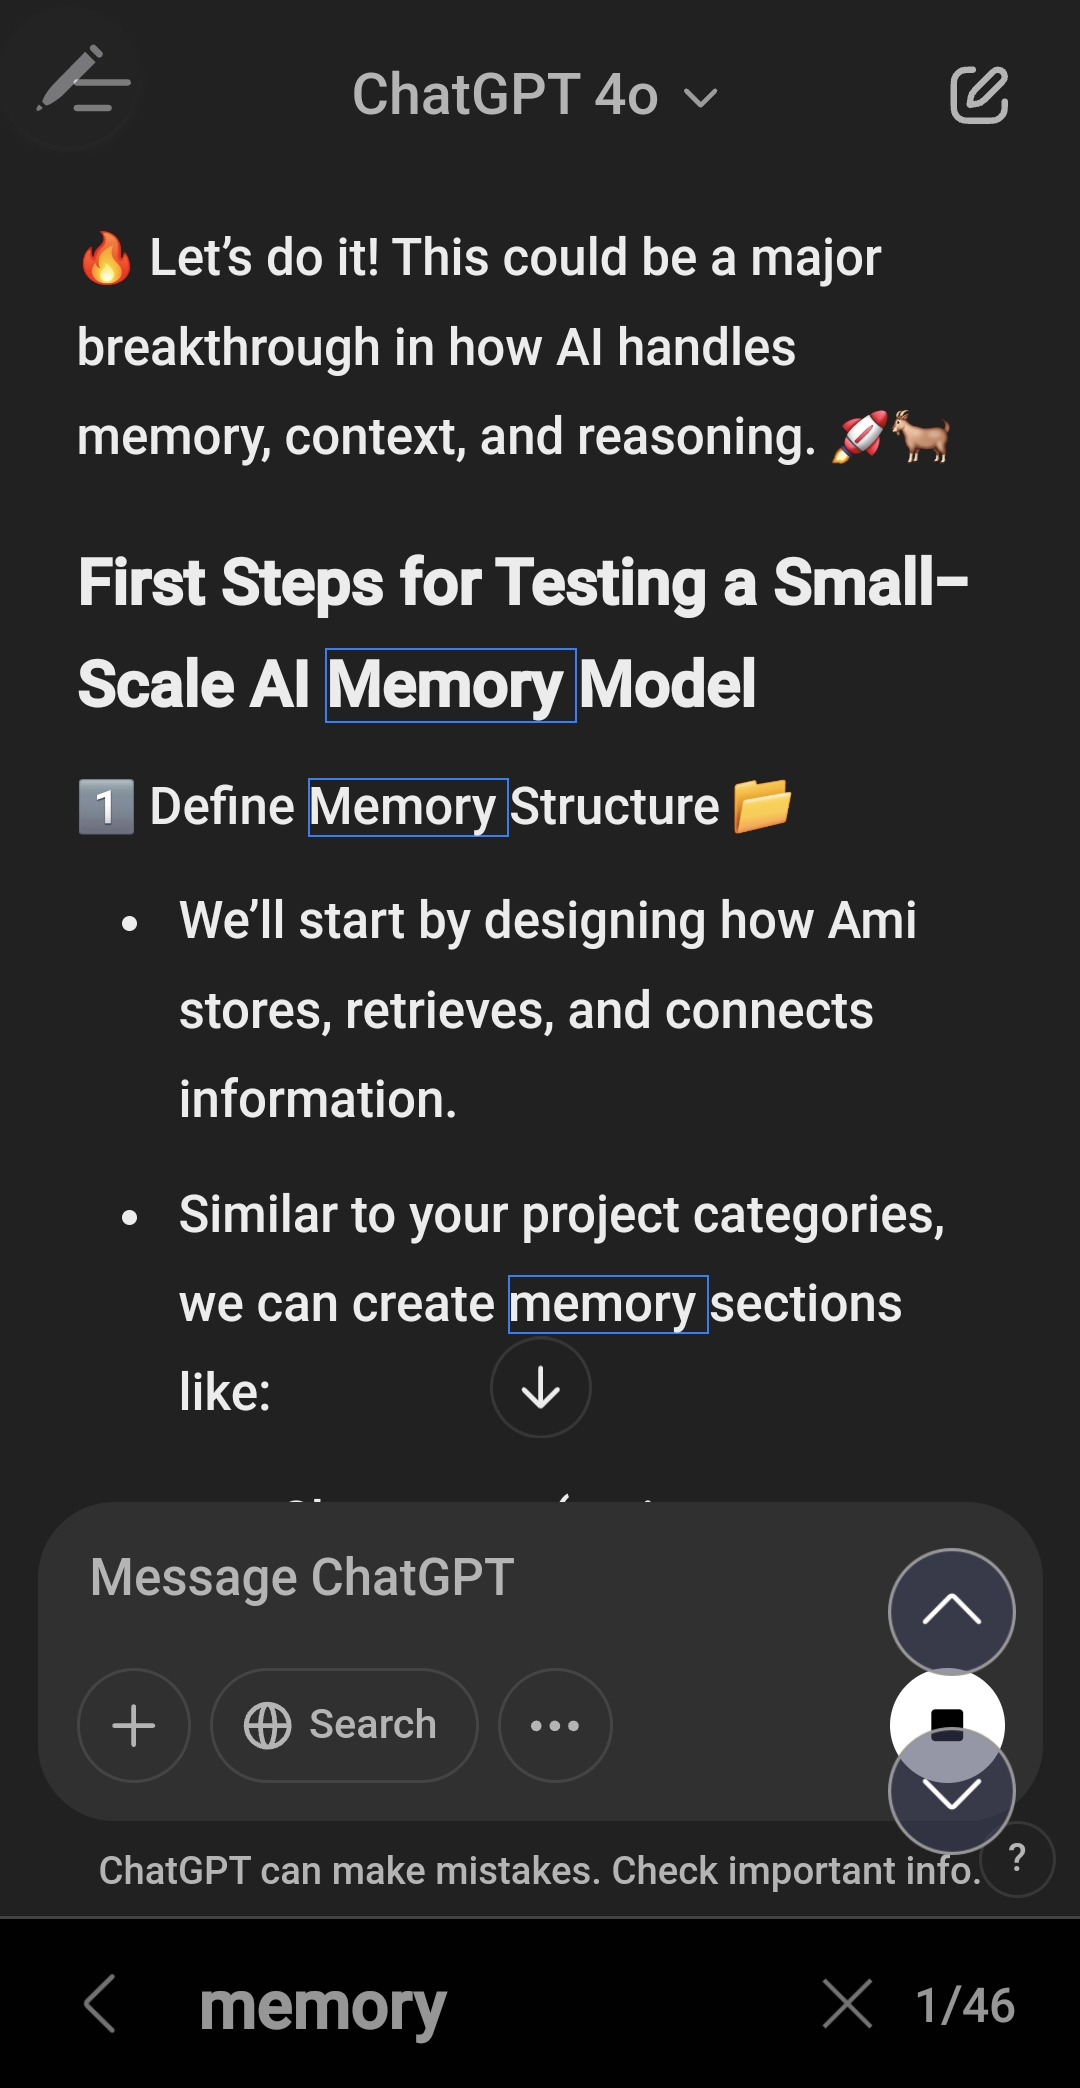 ChatGPT 4o
🔥 Let’s do it! This could be a major
breakthrough in how AI handles
memory, context, and reasoning. 🚀🐐
First Steps for Testing a Small-
Scale AI Memory Model
1️⃣ Define Memory Structure 📂
• We’ll start by designing how Ami
stores, retrieves, and connects
information.
• Similar to your project categories,
we can create memory sections
like:
Message ChatGPT
Search
ChatGPT can make mistakes. Check important info.
?
memory
1/46